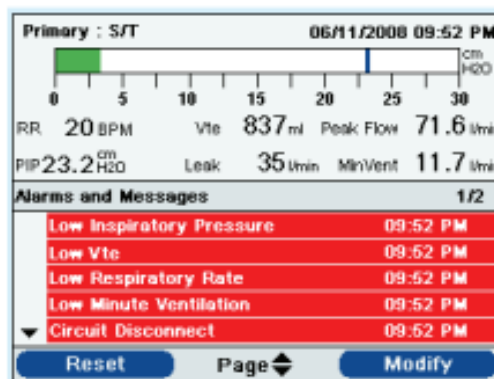 Primary : S/T 06/11/2008 09:52 PM
cm
H2O
0 5 10 15 20 25 30
RR 20 BPM Vte 837 ml Peak Flow 71.6 l/min
PIP 23.2 cm H2O Leak 35 l/min MinVent 11.7 l/min
Alarms and Messages 1/2
Low Inspiratory Pressure 09:52 PM
Low Vte 09:52 PM
Low Respiratory Rate 09:52 PM
Low Minute Ventilation 09:52 PM
Circuit Disconnect 09:52 PM
Reset Page Modify